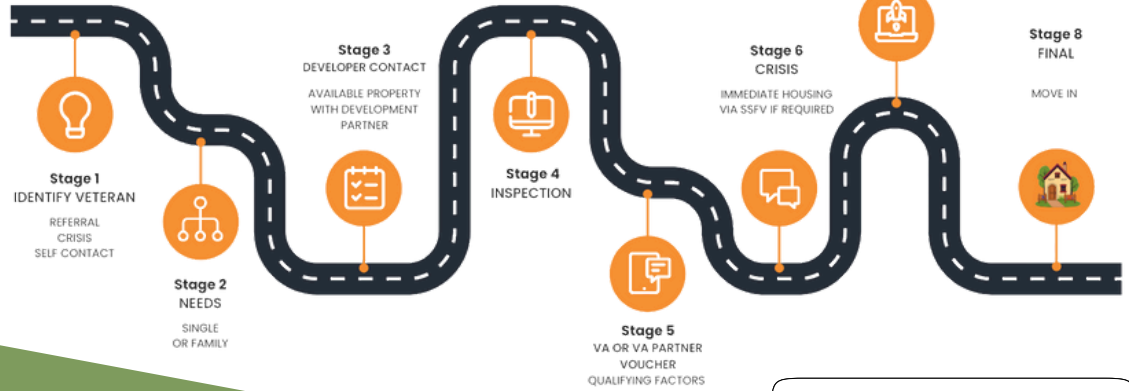 Stage 1
IDENTIFY VETERAN
REFERRAL
CRISIS
SELF CONTACT
Stage 2
NEEDS
SINGLE
OR FAMILY
Stage 3
DEVELOPER CONTACT
AVAILABLE PROPERTY
WITH DEVELOPMENT
PARTNER
Stage 4
INSPECTION
Stage 5
VA OR VA PARTNER
VOUCHER
QUALIFYING FACTORS
Stage 6
CRISIS
IMMEDIATE HOUSING
VIA SSFV IF REQUIRED
Stage 8
FINAL
MOVE IN